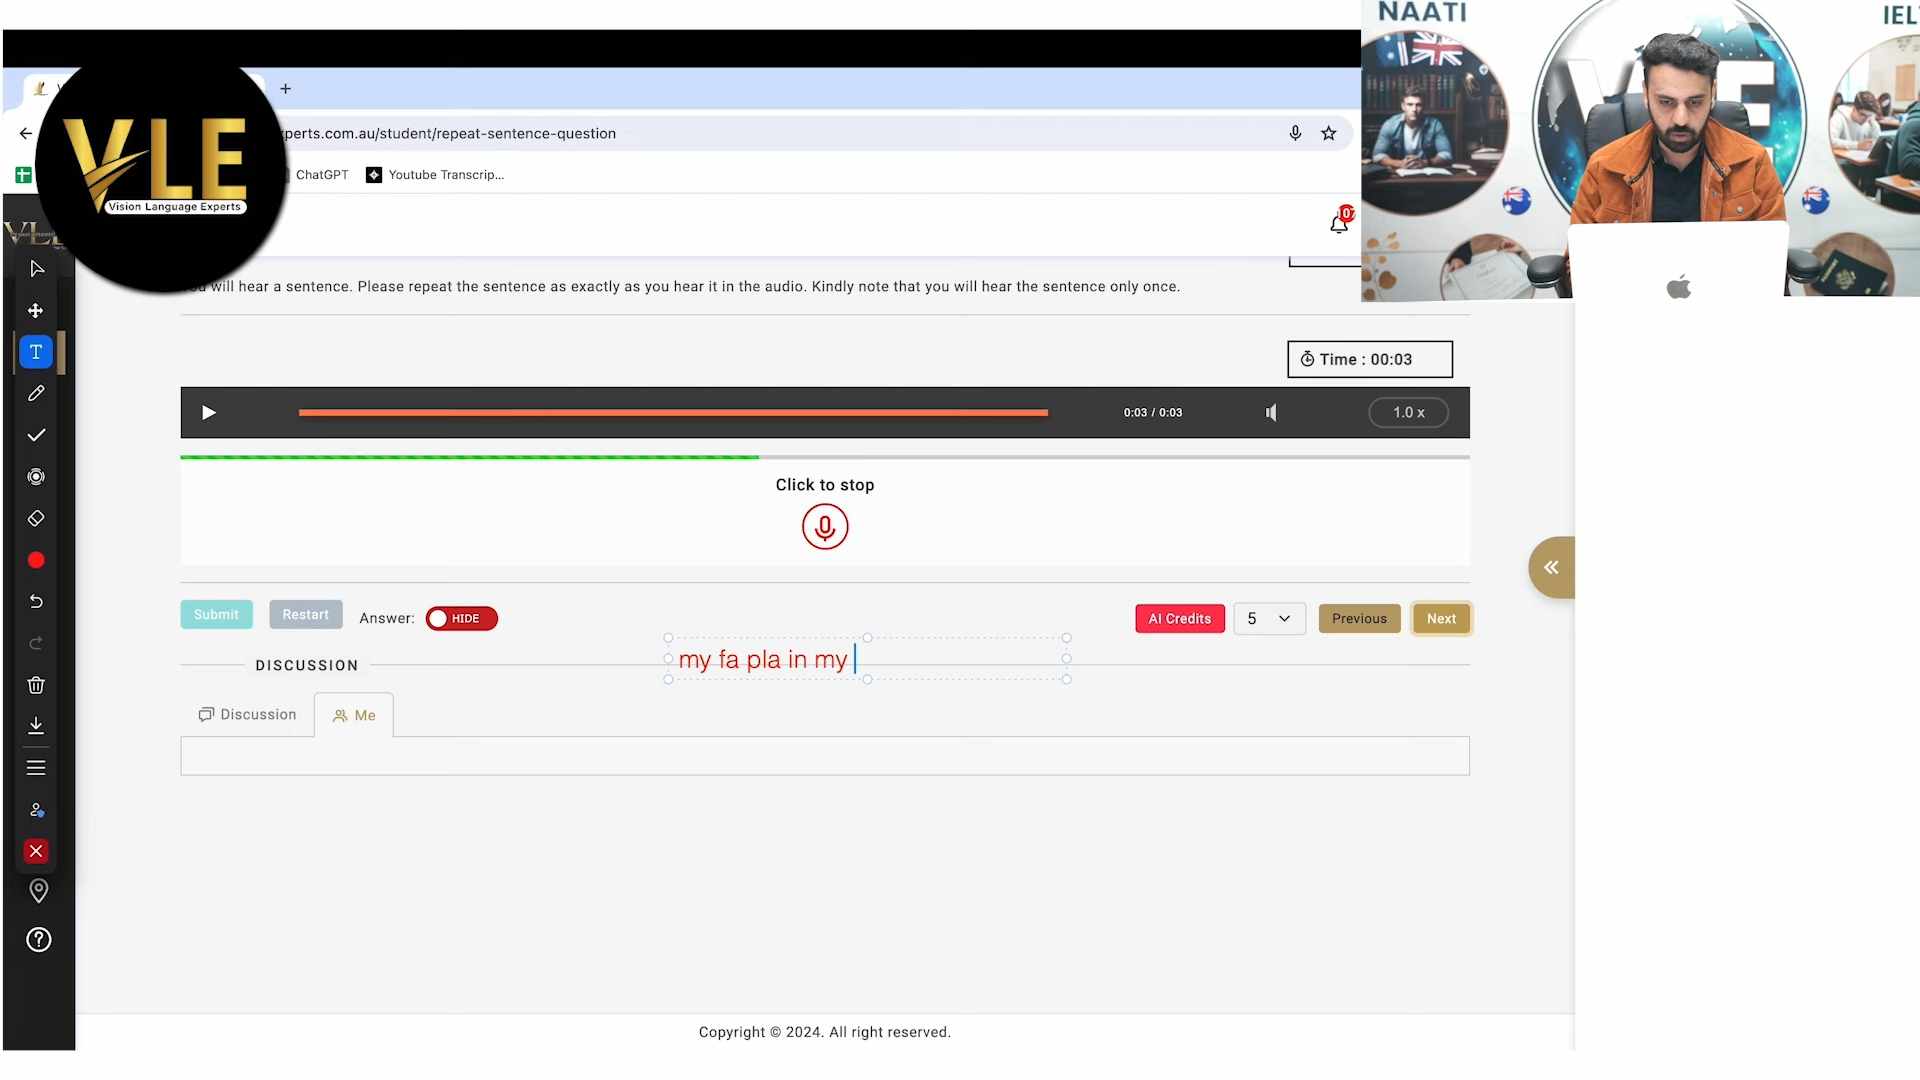 NAATI
IEL
VLE
Vision Language Experts
perts.com.au/student/repeat-sentence-question
ChatGPT
Youtube Transcrip...
107
will hear a sentence. Please repeat the sentence as exactly as you hear it in the audio. Kindly note that you will hear the sentence only once.
Time : 00:03
0:03 / 0:03
1.0 x
Click to stop
Submit
Restart
Answer:
HIDE
AI Credits
5
Previous
Next
my fa pla in my
DISCUSSION
Discussion
Me
Copyright © 2024. All right reserved.